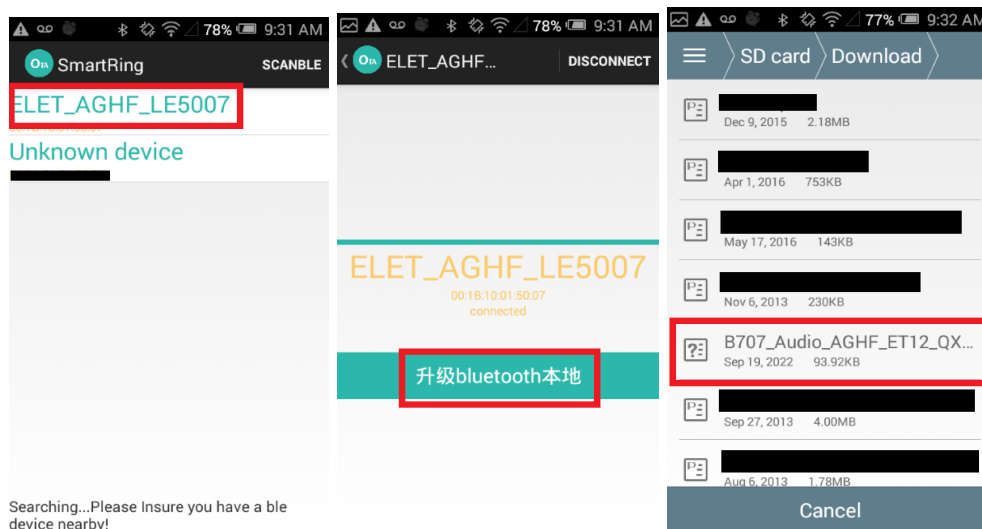 78% 9:31 AM
OTA SmartRing SCANBLE
ELET_AGHF_LE5007
Unknown device
Searching...Please Insure you have a ble
device nearby!
78% 9:31 AM
OTA ELET_AGHF... DISCONNECT
ELET_AGHF_LE5007
00:1B:10:01:50:07
connected
升级bluetooth本地
77% 9:32 AM
SD card Download
Dec 9, 2015 2.18MB
Apr 1, 2016 753KB
May 17, 2016 143KB
Nov 6, 2013 230KB
B707_Audio_AGHF_ET12_QX...
Sep 19, 2022 93.92KB
Sep 27, 2013 4.00MB
Aug 6, 2013 1.78MB
Cancel